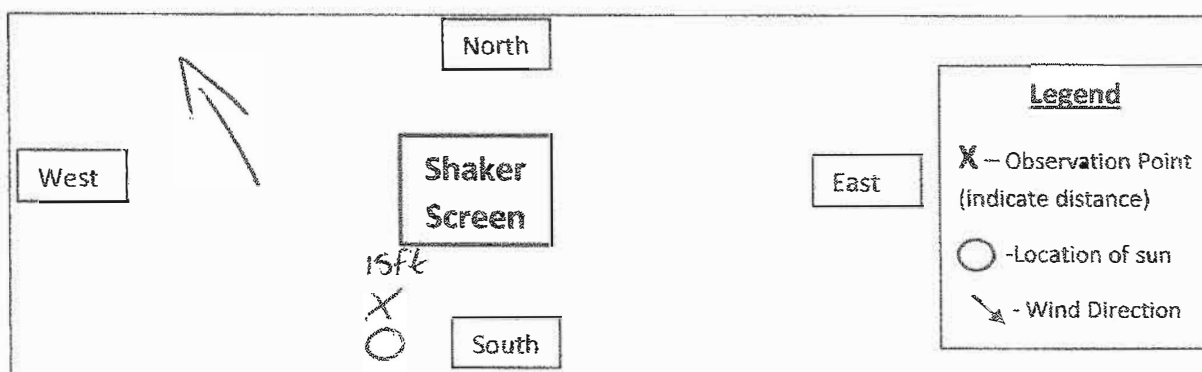 North
Legend
West
Shaker
Screen
East
X – Observation Point
(indicate distance)
-Location of sun
- Wind Direction
15ft
X
South